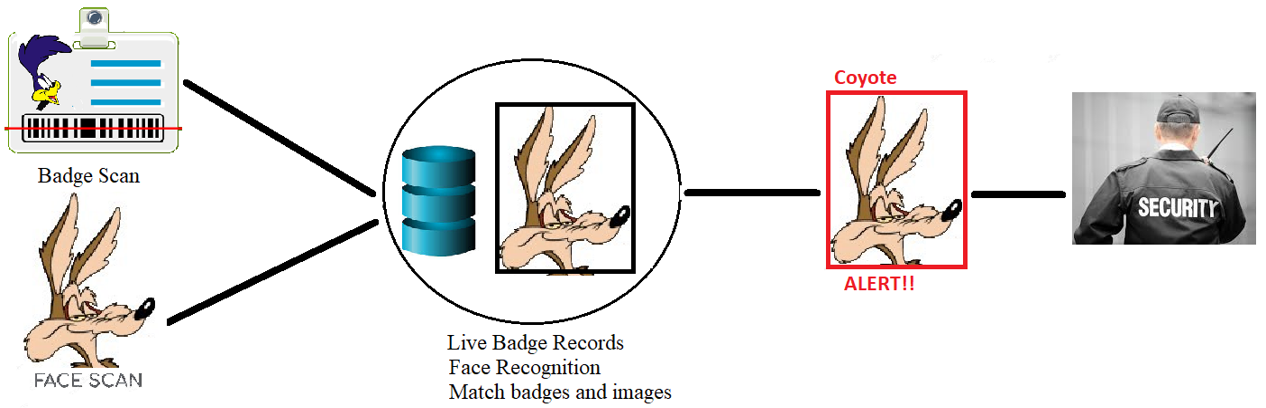 Badge Scan
FACE SCAN
Live Badge Records
Face Recognition
Match badges and images
Coyote
ALERT!!
SECURITY